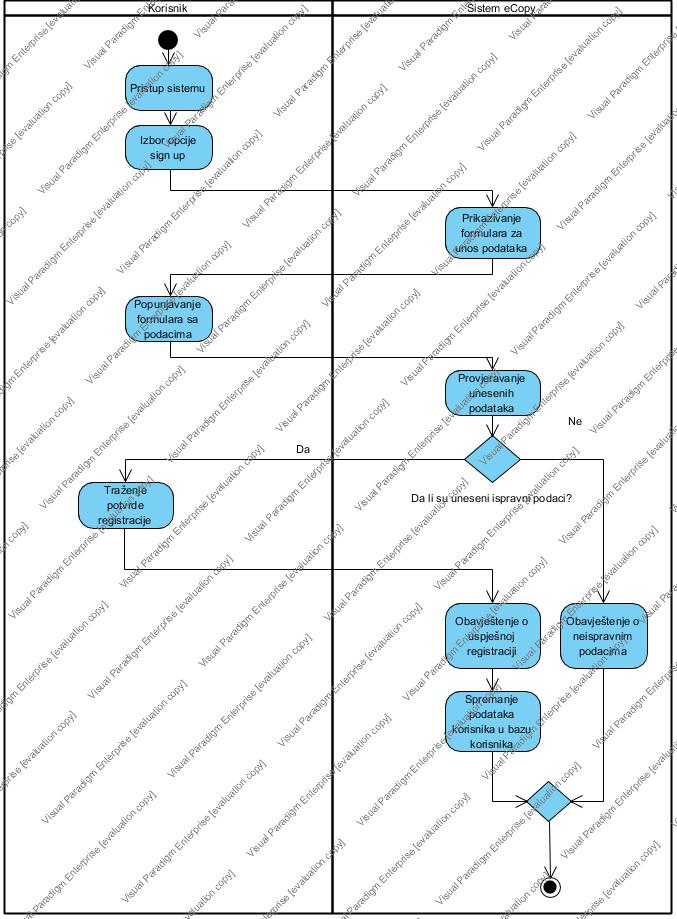 Korisnik
Sistem eCopy
Pristup sistemu
Izbor opcije
sign up
Prikazivanje
formulara za
unos podataka
Popunjavanje
formulara sa
podacima
Provjeravanje
unesenih
podataka
Ne
Da
Da li su uneseni ispravni podaci?
Traženje
potvrde
registracije
Obavještenje o
uspješnoj
registraciji
Obavještenje o
neispravnim
podacima
Spremanje
podataka
korisnika u bazu
korisnika
Visual Paradigm Enterprise [evaluation copy]